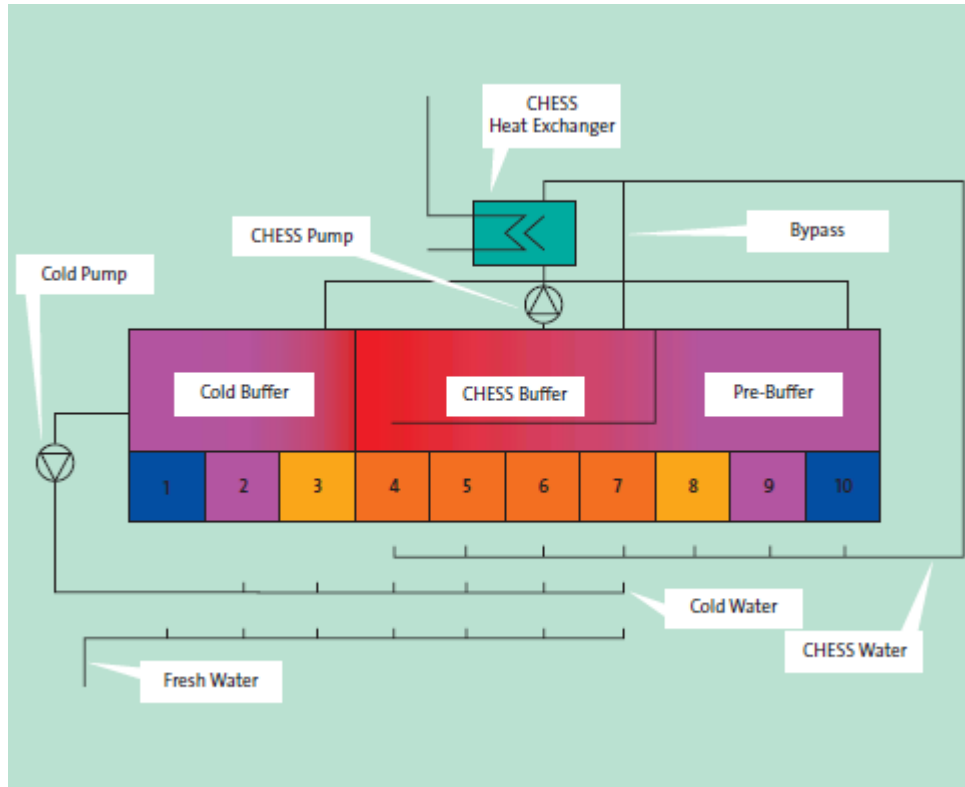 CHESS
Heat Exchanger
CHESS Pump
Bypass
Cold Pump
Cold Buffer
CHESS Buffer
Pre-Buffer
1 2 3 4 5 6 7 8 9 10
Cold Water
CHESS Water
Fresh Water